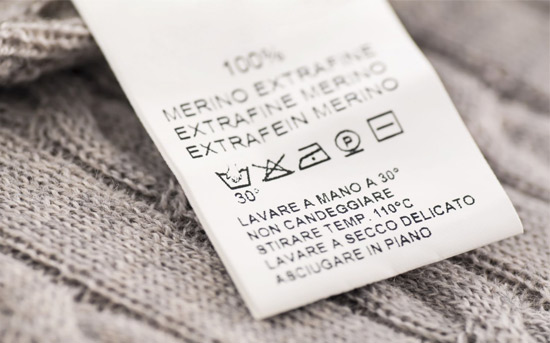 100%
MERINO EXTRAFINE
EXTRAFINE MERINO
EXTRAFEIN MERINO
P
30°
LAVARE A MANO A 30°
NON CANDEGGIARE
STIRARE TEMP. 110°C
LAVARE A SECCO DELICATO
ASCIUGARE IN PIANO